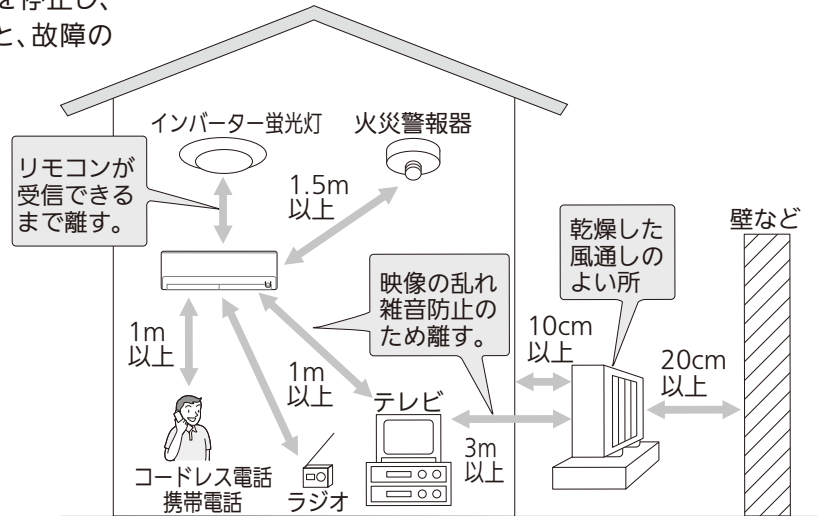 を停止し、
と、故障の
インバーター蛍光灯
火災警報器
リモコンが
受信できる
まで離す。
1.5m
以上
乾燥した
風通しの
よい所
壁など
映像の乱れ
雑音防止の
ため離す。
1m
以上
1m
以上
10cm
以上
20cm
以上
テレビ
3m
以上
コードレス電話
携帯電話
ラジオ